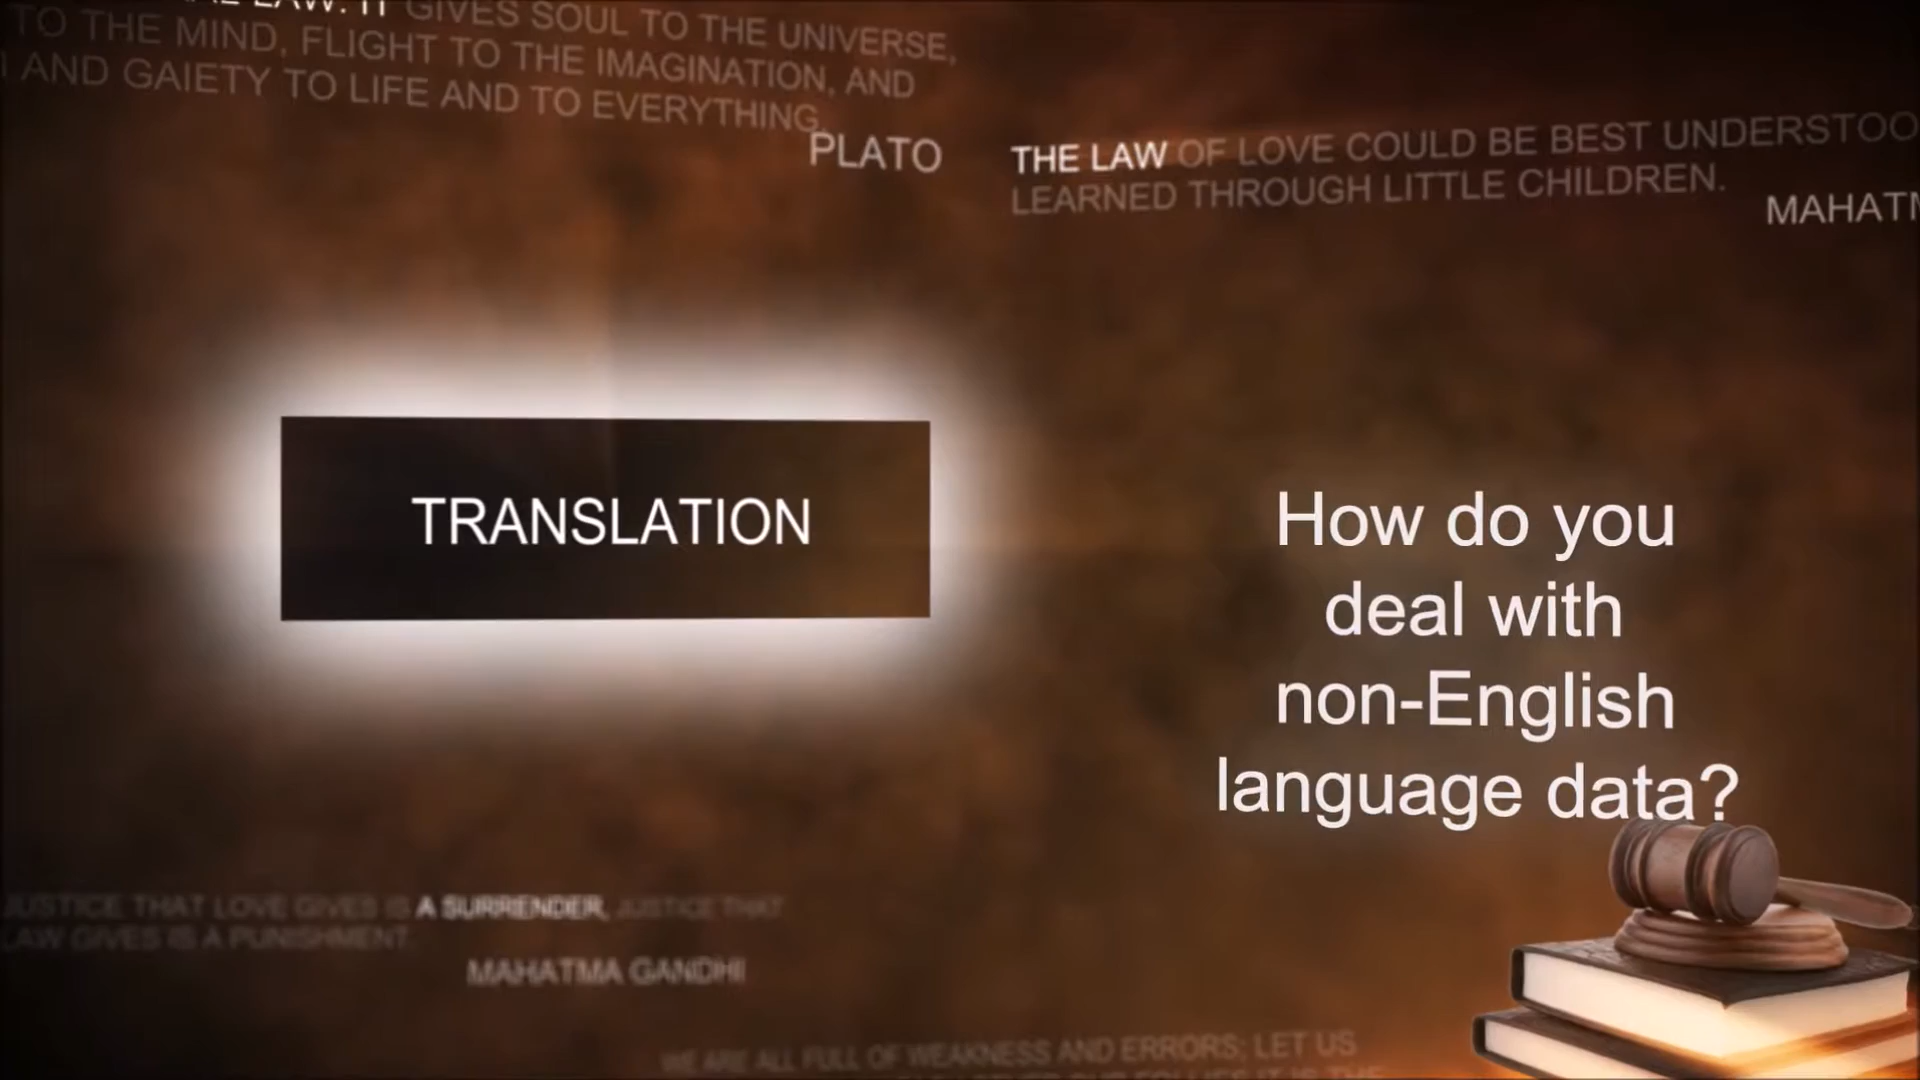 LAW. IT GIVES SOUL TO THE UNIVERSE,
TO THE MIND, FLIGHT TO THE IMAGINATION, AND
AND GAIETY TO LIFE AND TO EVERYTHING.
PLATO
THE LAW OF LOVE COULD BE BEST UNDERSTOO
LEARNED THROUGH LITTLE CHILDREN.
MAHATM
TRANSLATION
How do you
deal with
non-English
language data?
JUSTICE THAT LOVE GIVES IS A SURRENDER, JUSTICE THAT
LAW GIVES IS A PUNISHMENT.
MAHATMA GANDHI
WE ARE ALL FULL OF WEAKNESS AND ERRORS; LET US